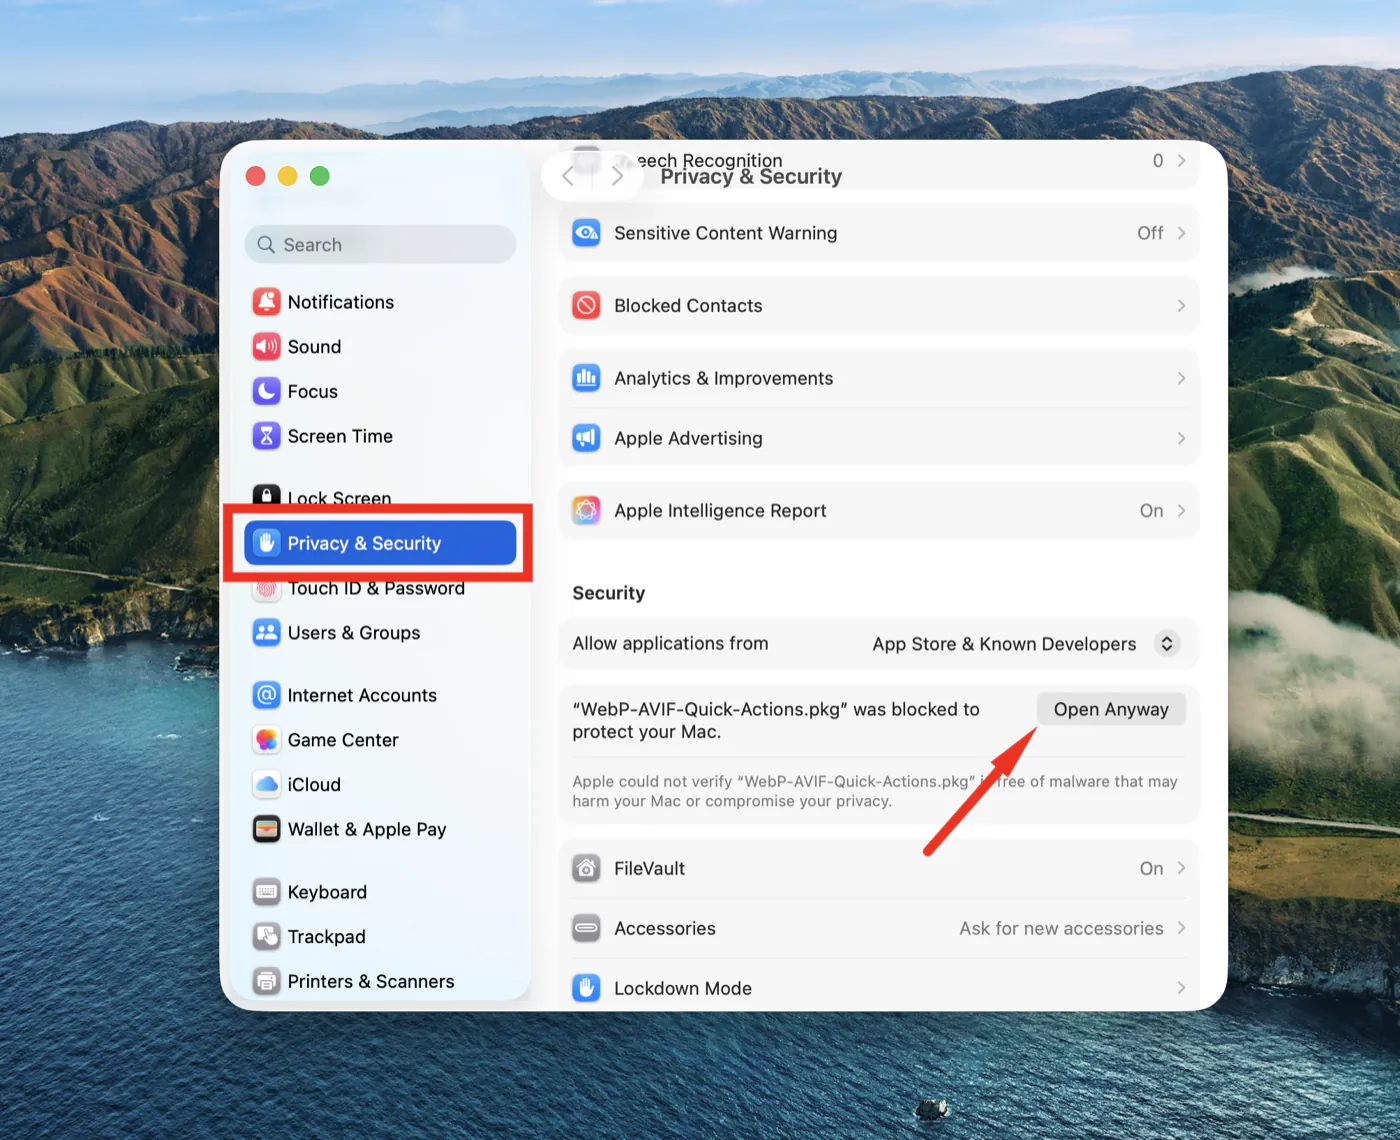 Search
Notifications
Sound
Focus
Screen Time
Lock Screen
Privacy & Security
Touch ID & Password
Users & Groups
Internet Accounts
Game Center
iCloud
Wallet & Apple Pay
Keyboard
Trackpad
Printers & Scanners
eech Recognition 0
Privacy & Security
Sensitive Content Warning Off
Blocked Contacts
Analytics & Improvements
Apple Advertising
Apple Intelligence Report On
Security
Allow applications from App Store & Known Developers
“WebP-AVIF-Quick-Actions.pkg” was blocked to
protect your Mac.
Open Anyway
Apple could not verify “WebP-AVIF-Quick-Actions.pkg” free of malware that may
harm your Mac or compromise your privacy.
FileVault On
Accessories Ask for new accessories
Lockdown Mode